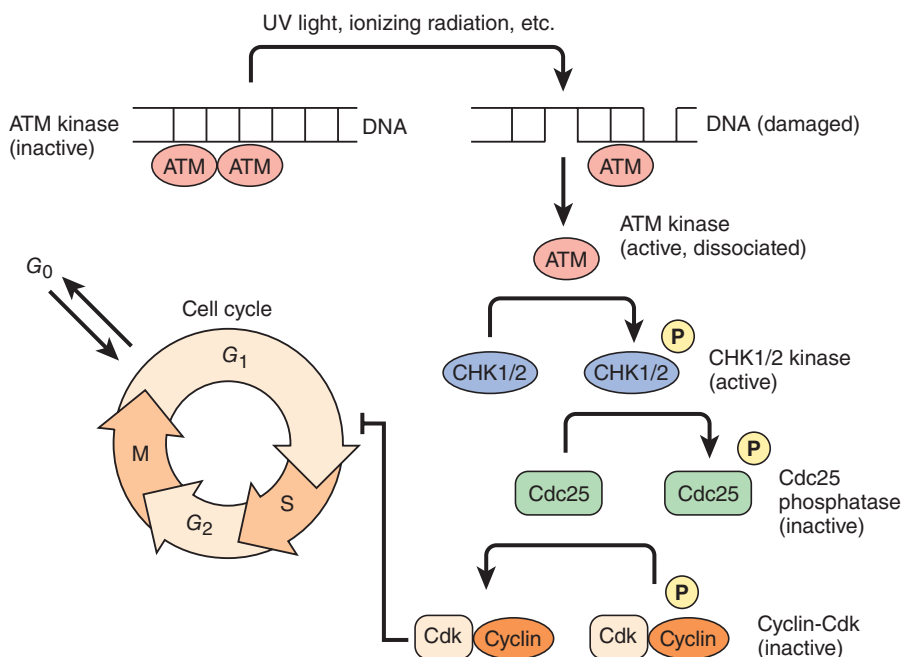 UV light, ionizing radiation, etc.
ATM kinase
(inactive)
DNA
ATM
ATM
DNA (damaged)
ATM
ATM kinase
(active, dissociated)
ATM
G0
Cell cycle
G1
S
G2
M
P
CHK1/2
CHK1/2
CHK1/2 kinase
(active)
P
Cdc25
Cdc25
Cdc25
phosphatase
(inactive)
P
Cdk
Cyclin
Cdk
Cyclin
Cyclin-Cdk
(inactive)